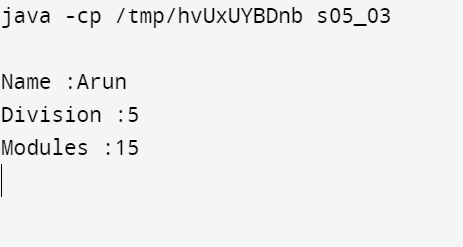 java -cp /tmp/hvUxUYBDnb s05_03
Name :Arun
Division :5
Modules :15